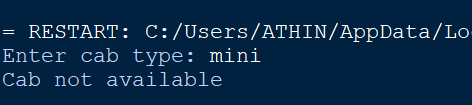 = RESTART: C:/Users/ATHIN/AppData/Lo
Enter cab type: mini
Cab not available